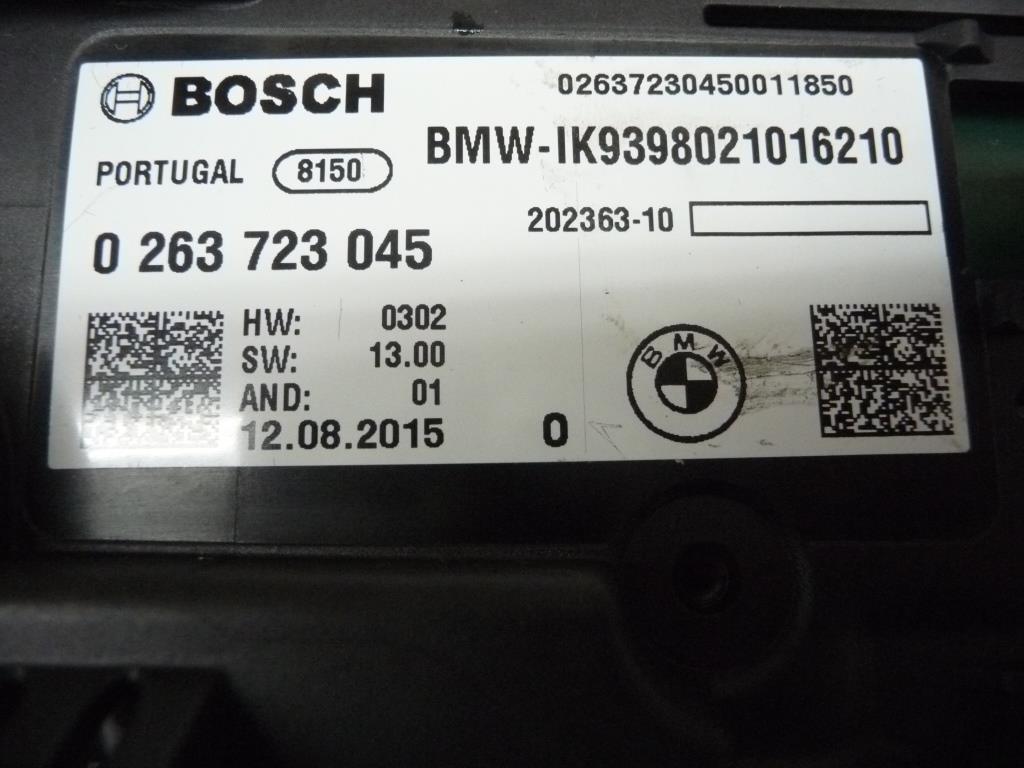 BOSCH
02637230450011850
BMW-IK9398021016210
PORTUGAL 8150
202363-10
0 263 723 045
HW: 0302
SW: 13.00
AND: 01
12.08.2015 0
BMW